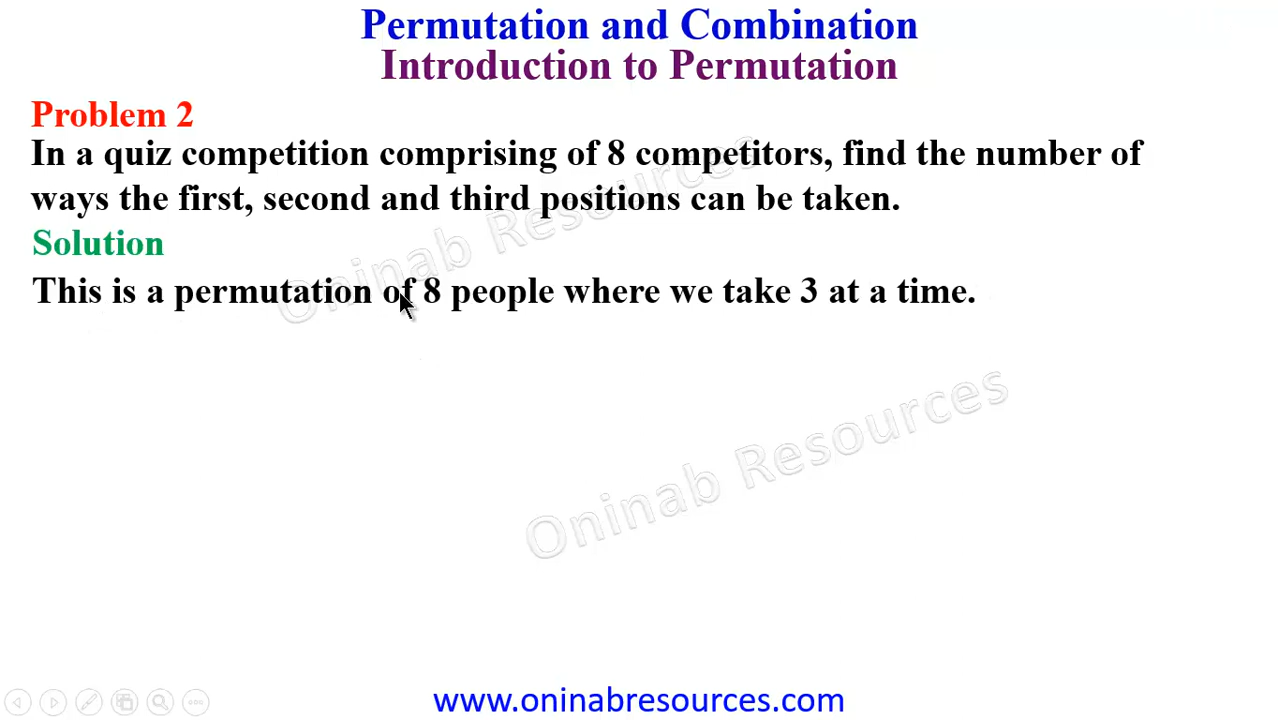 Permutation and Combination
Introduction to Permutation
Problem 2
In a quiz competition comprising of 8 competitors, find the number of
ways the first, second and third positions can be taken.
Solution
This is a permutation of 8 people where we take 3 at a time.
Oninab Resources
Oninab Resources
www.oninabresources.com